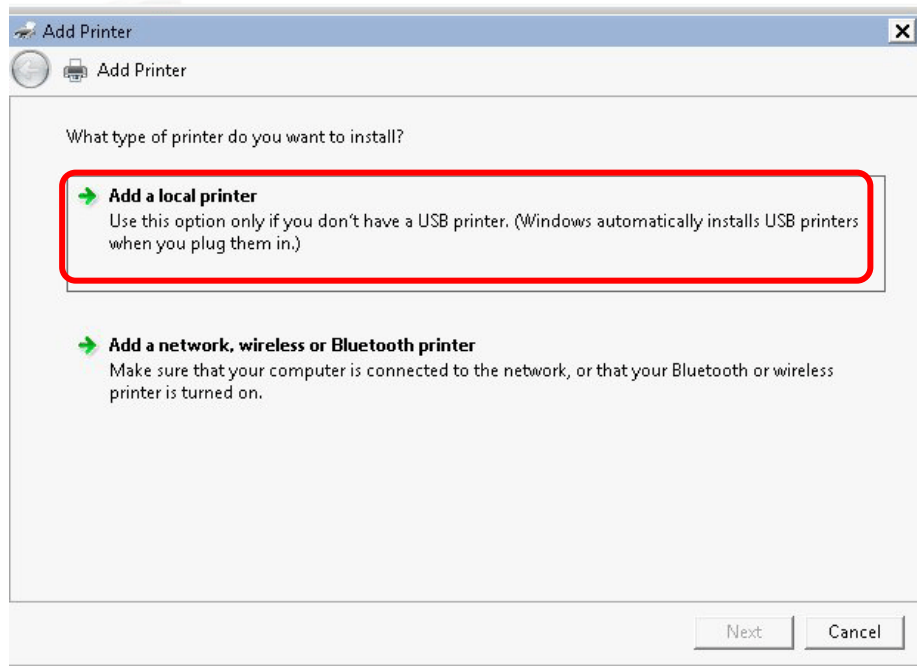 Add Printer
Add Printer
What type of printer do you want to install?
Add a local printer
Use this option only if you don't have a USB printer. (Windows automatically installs USB printers
when you plug them in.)
Add a network, wireless or Bluetooth printer
Make sure that your computer is connected to the network, or that your Bluetooth or wireless
printer is turned on.
Next Cancel